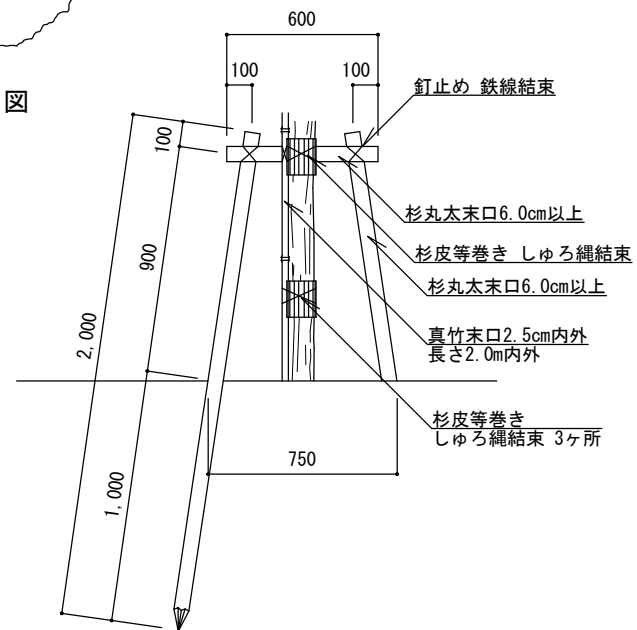 600
100
100
釘止め 鉄線結束
図
100
杉丸太末口6.0cm以上
杉皮等巻き しゅろ縄結束
900
杉丸太末口6.0cm以上
2,000
真竹末口2.5cm内外
長さ2.0m内外
杉皮等巻き
しゅろ縄結束 3ヶ所
750
1,000